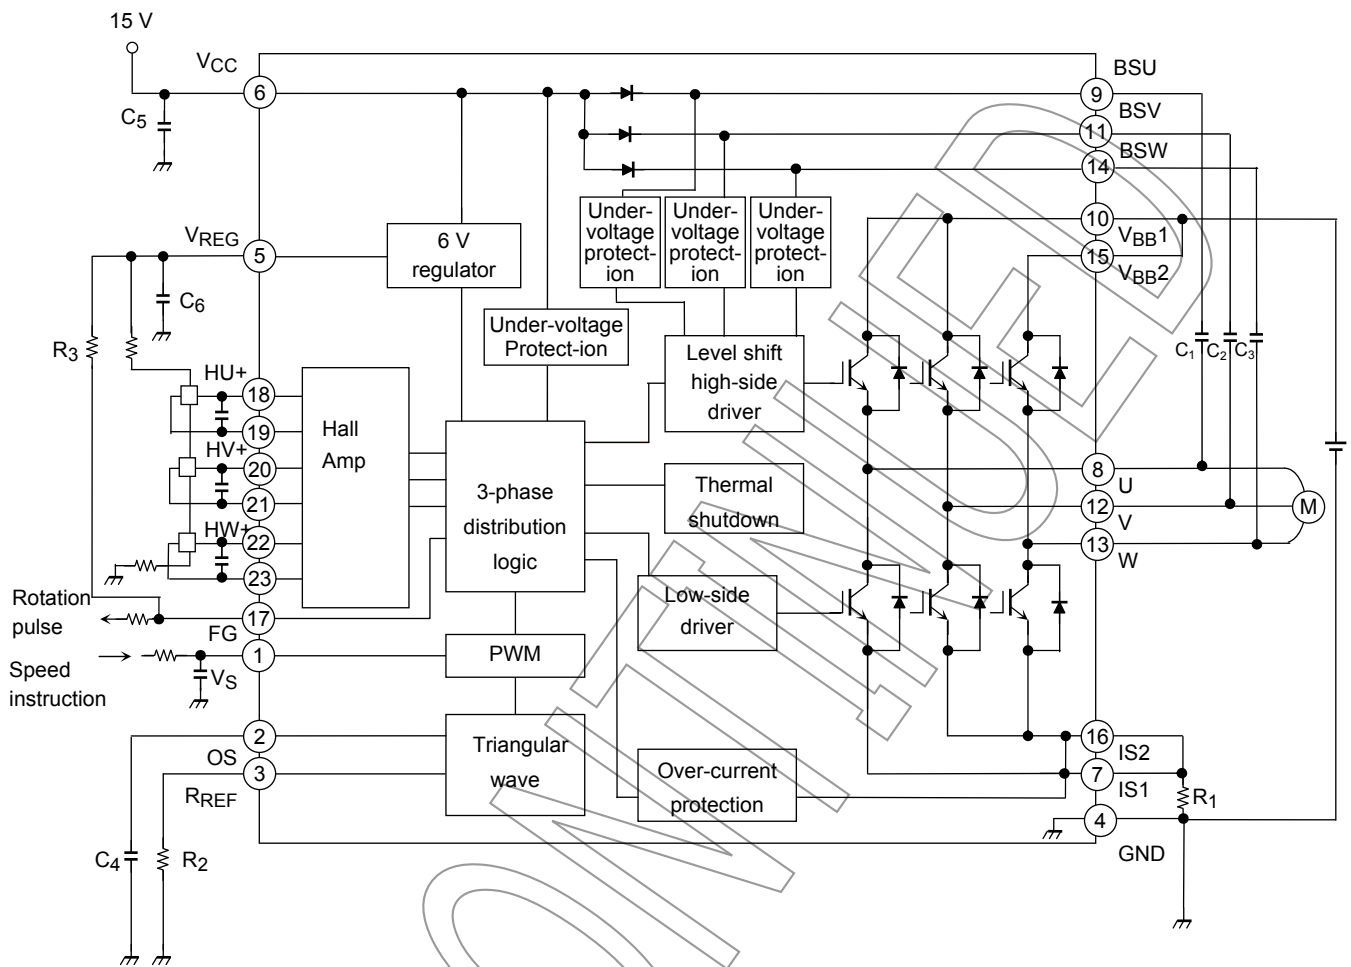 15 V
VCC
6
C5
BSU
9
BSV
11
BSW
14
10
VBB1
15
VBB2
VREG
5
6 V
regulator
Under-
voltage
protect-
ion
Under-
voltage
protect-
ion
Under-
voltage
protect-
ion
C6
R3
Under-voltage
Protect-ion
Level shift
high-side
driver
C1
C2
C3
HU+
18
19
HV+
20
21
HW+
22
23
Hall
Amp
3-phase
distribution
logic
Thermal
shutdown
8
U
12
V
13
W
M
Rotation
pulse
17
FG
Low-side
driver
Speed
instruction
1
VS
PWM
2
OS
3
RREF
Triangular
wave
Over-current
protection
16
IS2
7
IS1
R1
4
GND
C4
R2
ONTINUED